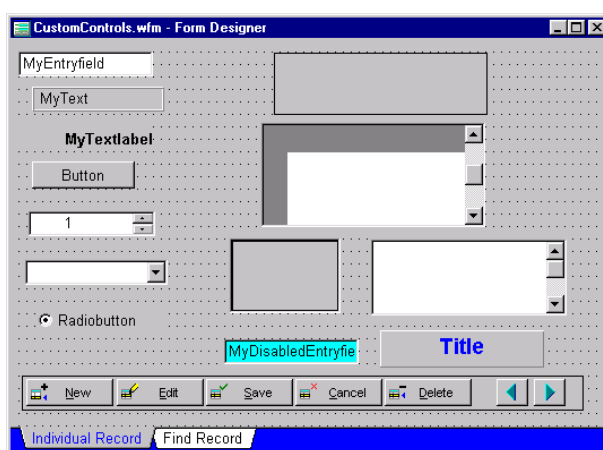 CustomControls.wfm - Form Designer
MyEntryfield
MyText
MyTextlabel
Button
1
Radiobutton
MyDisabledEntryfie
Title
New Edit Save Cancel Delete
Individual Record Find Record